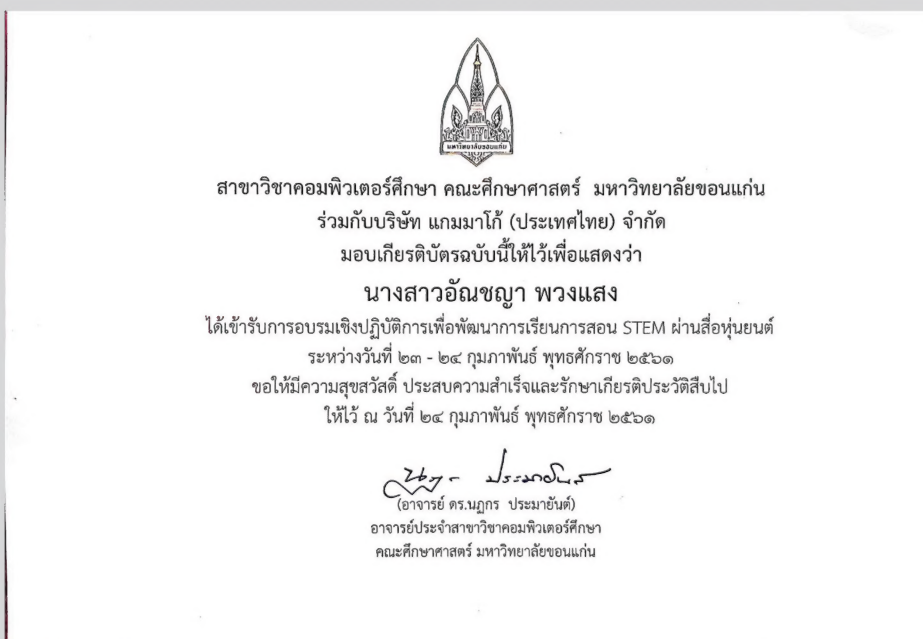 มหาวิทยาลัยขอนแก่น
สาขาวิชาคอมพิวเตอร์ศึกษา คณะศึกษาศาสตร์ มหาวิทยาลัยขอนแก่น
ร่วมกับบริษัท แกมมาโก้ (ประเทศไทย) จำกัด
มอบเกียรติบัตรฉบับนี้ให้ไว้เพื่อแสดงว่า
นางสาวอัณชญา พวงแสง
ได้เข้ารับการอบรมเชิงปฏิบัติการเพื่อพัฒนาการเรียนการสอน STEM ผ่านสื่อหุ่นยนต์
ระหว่างวันที่ ๒๓ - ๒๔ กุมภาพันธ์ พุทธศักราช ๒๕๖๑
ขอให้มีความสุขสวัสดิ์ ประสบความสำเร็จและรักษาเกียรติประวัติสืบไป
ให้ไว้ ณ วันที่ ๒๔ กุมภาพันธ์ พุทธศักราช ๒๕๖๑
(อาจารย์ ดร.นฎกร ประมายันต์)
อาจารย์ประจำสาขาวิชาคอมพิวเตอร์ศึกษา
คณะศึกษาศาสตร์ มหาวิทยาลัยขอนแก่น